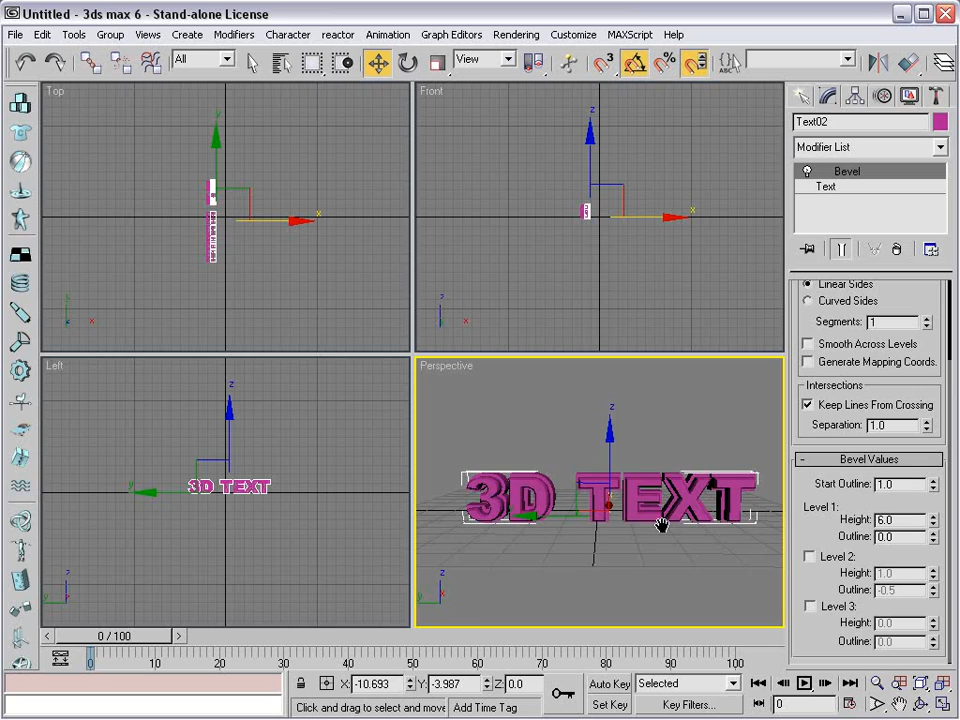 Untitled - 3ds max 6 - Stand-alone License
File Edit Tools Group Views Create Modifiers Character reactor Animation Graph Editors Rendering Customize MAXScript Help
All View
Top
Front
Left
Perspective
Text02
Modifier List
Bevel
Text
Linear Sides
Curved Sides
Segments: 1
Smooth Across Levels
Generate Mapping Coords.
Intersections
Keep Lines From Crossing
Separation: 1.0
- Bevel Values
Start Outline: 1.0
Level 1:
Height: 6.0
Outline: 0.0
Level 2:
Height: 1.0
Outline: -0.5
Level 3:
Height: 0.0
Outline: 0.0
3D TEXT
3D TEXT
0 / 100
0 10 20 30 40 50 60 70 80 90 100
X: -10.693 Y: -3.987 Z: 0.0
Auto Key Selected
Set Key Key Filters...
0
Click and drag to select and move
Add Time Tag